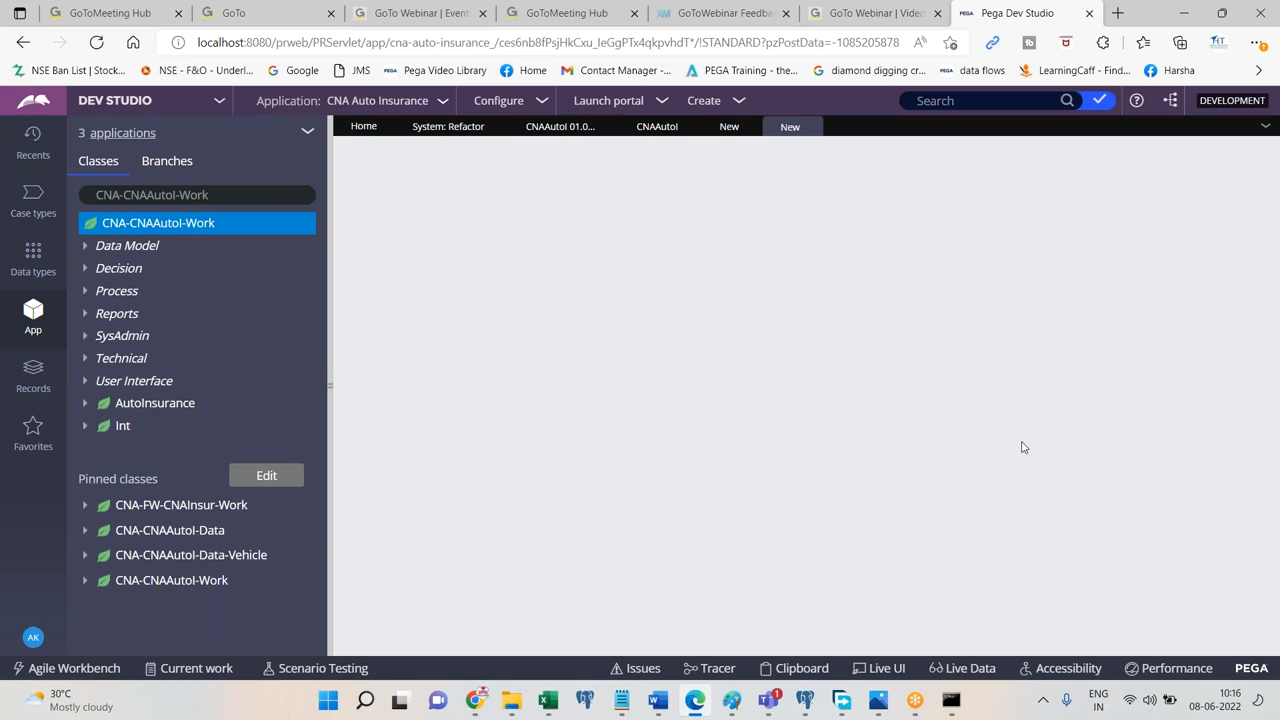 GoToMeeting Hub
GoTo
GoTo Webinar | Event
GoToMeeting Hub
GoToWebinar Feedba
GoTo Webinar | Video
Pega Dev Studio
localhost:8080/prweb/PRServlet/app/cna-auto-insurance_/ces6nb8fPsjHkCxu_IeGgPTx4qkpvhdT*/!STANDARD?pzPostData=-1085205878
NSE Ban List | Stock...
NSE - F&O - Underl...
Google
JMS
Pega Video Library
Home
Contact Manager -...
PEGA Training - the...
diamond digging cr...
data flows
LearningCaff - Find...
Harsha
DEV STUDIO
Application: CNA Auto Insurance
Configure
Launch portal
Create
Search
DEVELOPMENT
3 applications
Home
System: Refactor
CNAAutoI 01.0...
CNAAutoI
New
New
Recents
Case types
Data types
App
Records
Favorites
AK
Classes
Branches
CNA-CNAAutoI-Work
CNA-CNAAutoI-Work
Data Model
Decision
Process
Reports
SysAdmin
Technical
User Interface
AutoInsurance
Int
Pinned classes
Edit
CNA-FW-CNAInsur-Work
CNA-CNAAutoI-Data
CNA-CNAAutoI-Data-Vehicle
CNA-CNAAutoI-Work
Agile Workbench
Current work
Scenario Testing
Issues
Tracer
Clipboard
Live UI
Live Data
Accessibility
Performance
PEGA
30°C
Mostly cloudy
1
ENG
IN
10:16
08-06-2022